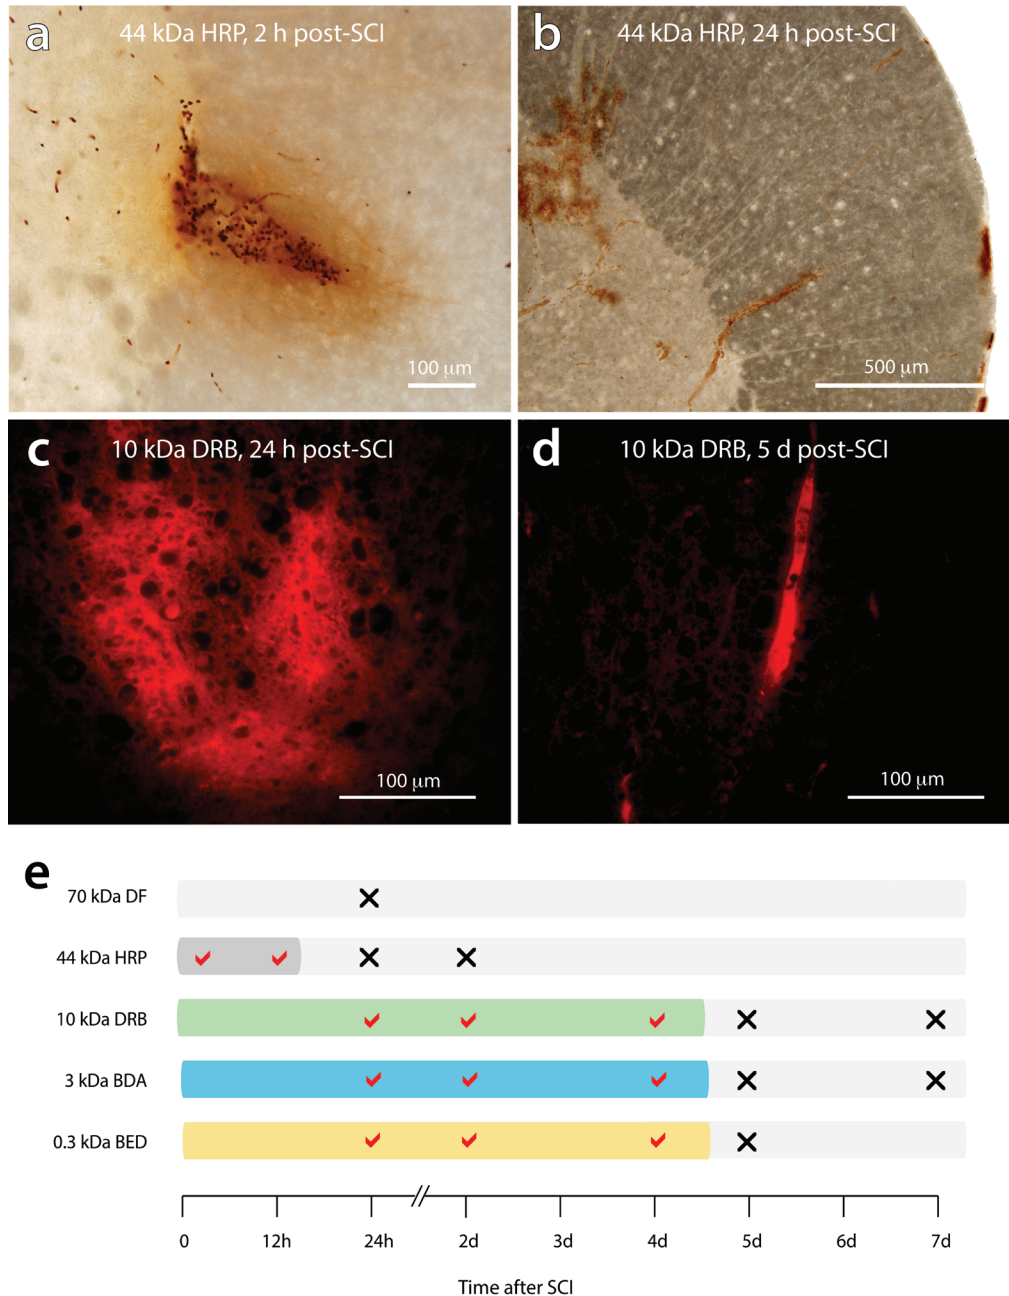 a
44 kDa HRP, 2 h post-SCI
100 μm
b
44 kDa HRP, 24 h post-SCI
500 μm
c
10 kDa DRB, 24 h post-SCI
100 μm
d
10 kDa DRB, 5 d post-SCI
100 μm
e
70 kDa DF
44 kDa HRP
10 kDa DRB
3 kDa BDA
0.3 kDa BED
0 12h 24h 2d 3d 4d 5d 6d 7d
Time after SCI